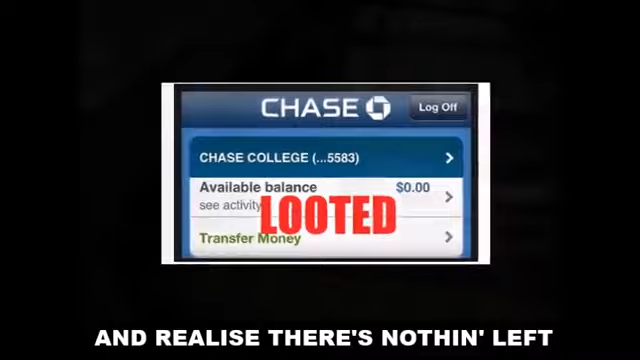 CHASE
Log Off
CHASE COLLEGE (...5583)
Available balance
$0.00
see activity
LOOTED
Transfer Money
AND REALISE THERE'S NOTHIN' LEFT